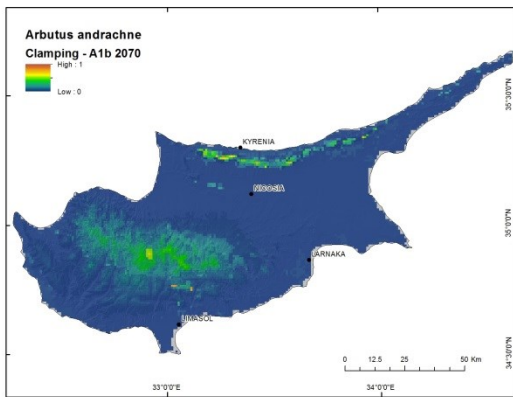 Arbutus andrachne
Clamping - A1b 2070
High : 1
Low : 0
35°30'0"N
KYRENIA
NICOSIA
35°0'0"N
LARNAKA
LIMASOL
0 12.5 25 50 Km
34°30'0"N
33°0'0"E 34°0'0"E